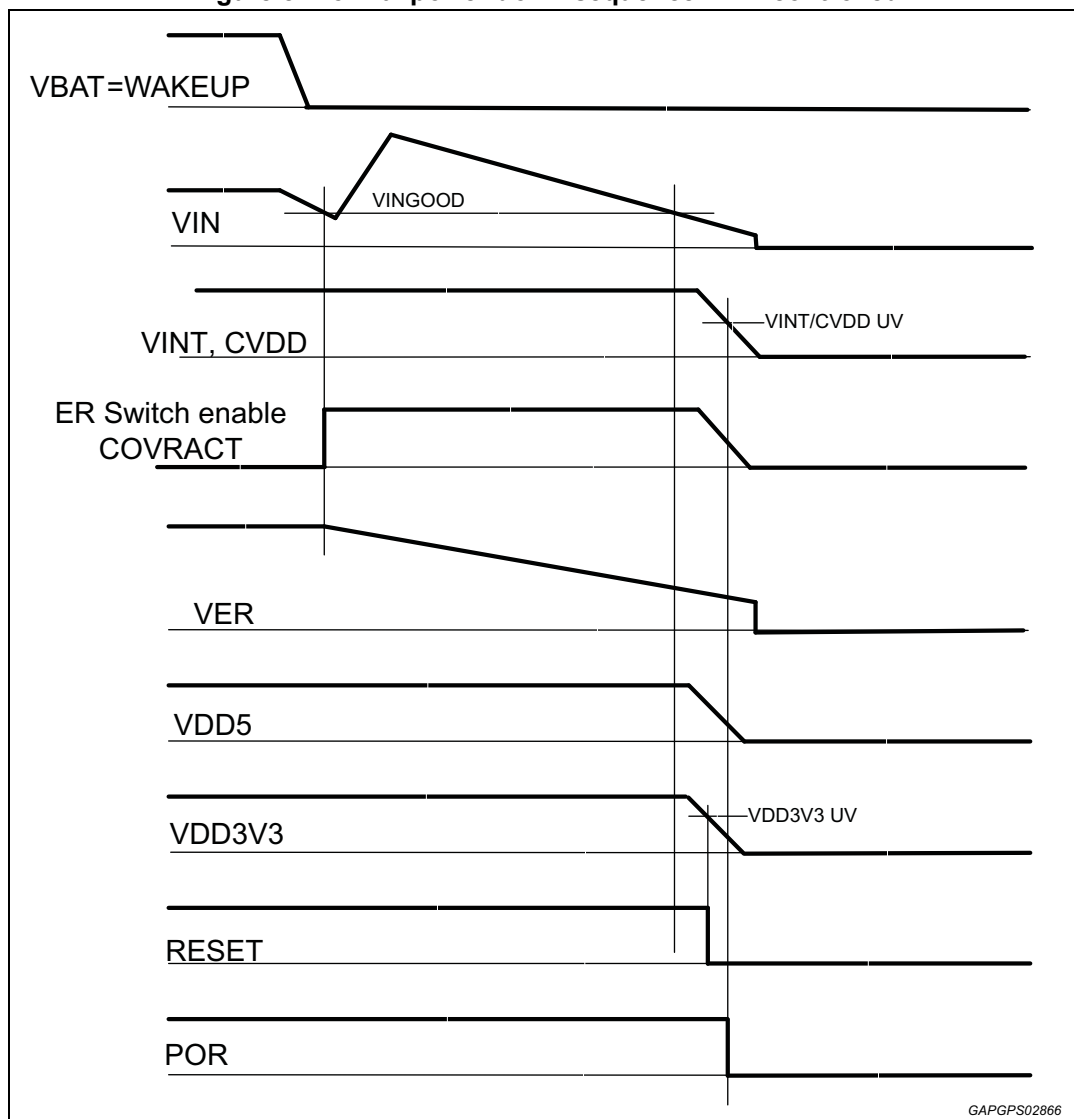 VBAT=WAKEUP
VINGOOD
VIN
VINT/CVDD UV
VINT, CVDD
ER Switch enable
COVRACT
VER
VDD5
VDD3V3 UV
VDD3V3
RESET
POR
GAPGPS02866